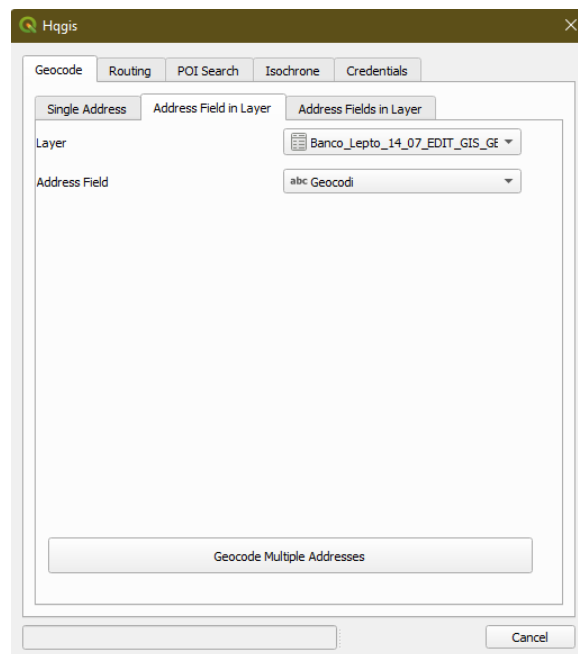 Hqgis
Geocode Routing POI Search Isochrone Credentials
Single Address Address Field in Layer Address Fields in Layer
Layer Banco_Lepto_14_07_EDIT_GIS_GE
Address Field abc Geocodi
Geocode Multiple Addresses
Cancel